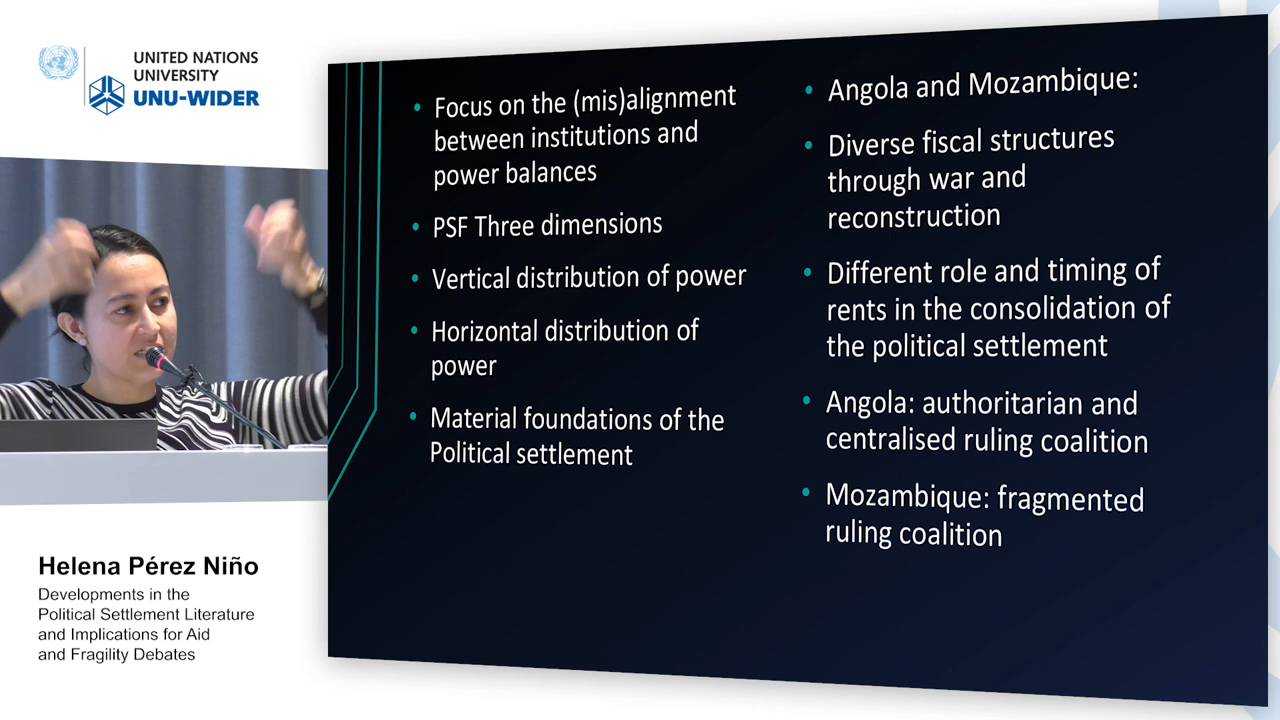 UNITED NATIONS
UNIVERSITY
UNU-WIDER
• Focus on the (mis)alignment
between institutions and
power balances
• PSF Three dimensions
• Vertical distribution of power
• Horizontal distribution of
power
• Material foundations of the
Political settlement
• Angola and Mozambique:
• Diverse fiscal structures
through war and
reconstruction
• Different role and timing of
rents in the consolidation of
the political settlement
• Angola: authoritarian and
centralised ruling coalition
• Mozambique: fragmented
ruling coalition
Helena Pérez Niño
Developments in the
Political Settlement Literature
and Implications for Aid
and Fragility Debates